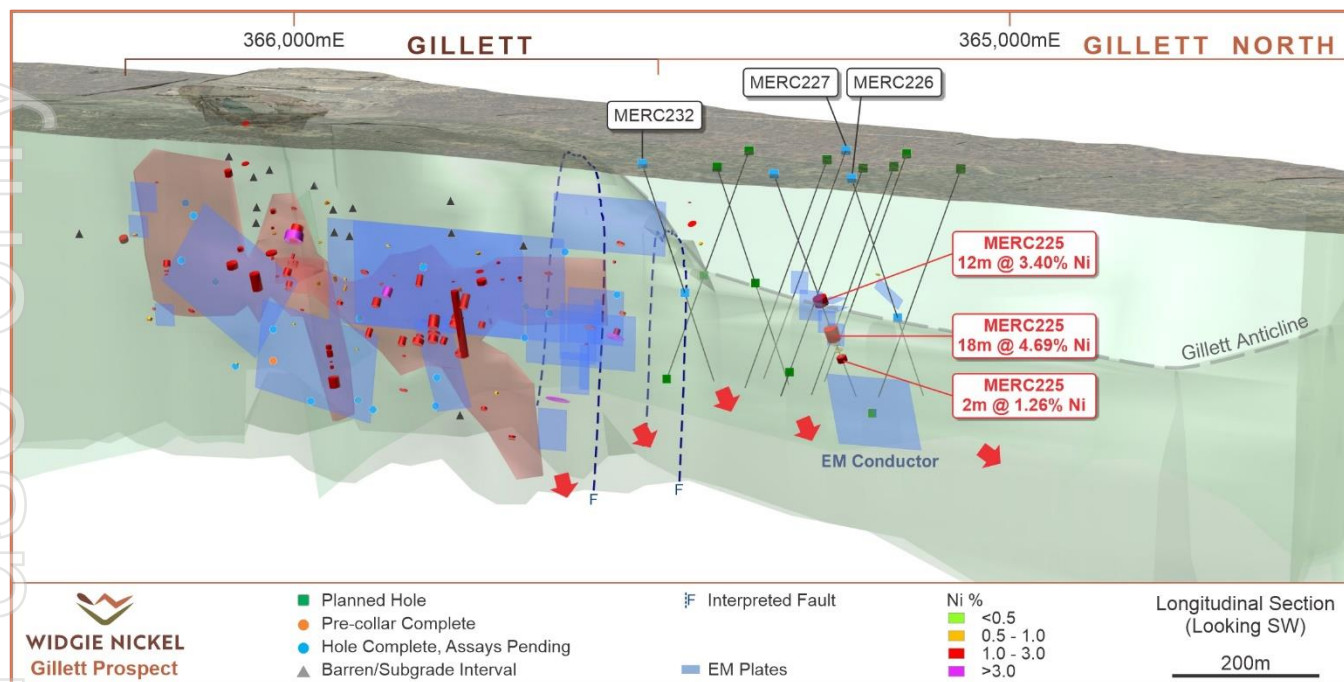 366,000mE
365,000mE
GILLETT
GILLETT NORTH
MERC227
MERC226
MERC232
MERC225
12m @ 3.40% Ni
MERC225
18m @ 4.69% Ni
MERC225
2m @ 1.26% Ni
Gillett Anticline
EM Conductor
F
F
WIDGIE NICKEL
Gillett Prospect
Planned Hole
Pre-collar Complete
Hole Complete, Assays Pending
Barren/Subgrade Interval
F Interpreted Fault
EM Plates
Ni %
<0.5
0.5 - 1.0
1.0 - 3.0
>3.0
Longitudinal Section
(Looking SW)
200m